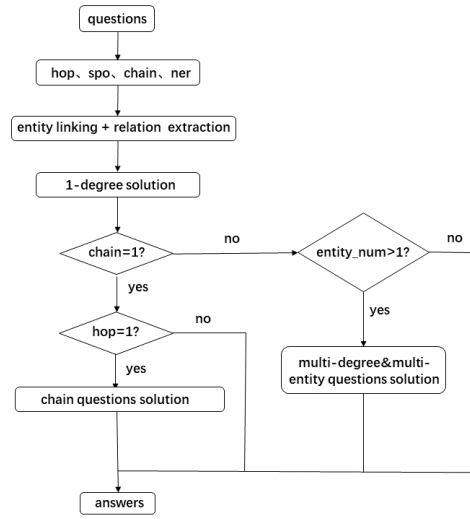 questions
hop、spo、chain、ner
entity linking + relation extraction
1-degree solution
chain=1?
no
entity_num>1?
no
yes
yes
hop=1?
no
yes
multi-degree&multi-
entity questions solution
chain questions solution
answers